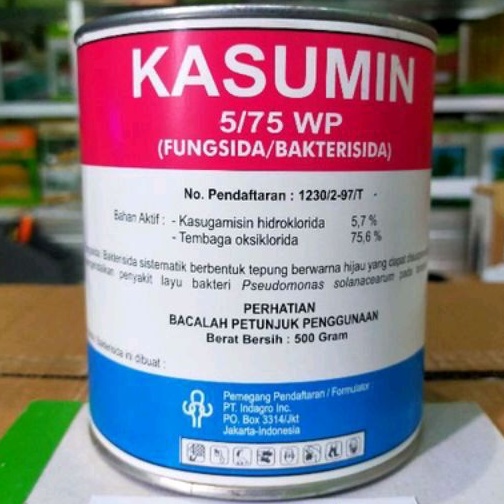 KASUMIN
5/75 WP
(FUNGSIDA/BAKTERISIDA)
No. Pendaftaran : 1230/2-97/T -
Bahan Aktif : - Kasugamisin hidroklorida 5,7 %
- Tembaga oksiklorida 75,6 %
Bakterisida sistematik berbentuk tepung berwarna hijau yang dapat
penyakit layu bakteri Pseudomonas solanacearum pada
PERHATIAN
BACALAH PETUNJUK PENGGUNAAN
Berat Bersih : 500 Gram
ini dibuat :
Pemegang Pendaftaran / Formulator
PT. Indagro Inc.
PO. Box 3314/Jkt
Jakarta-Indonesia